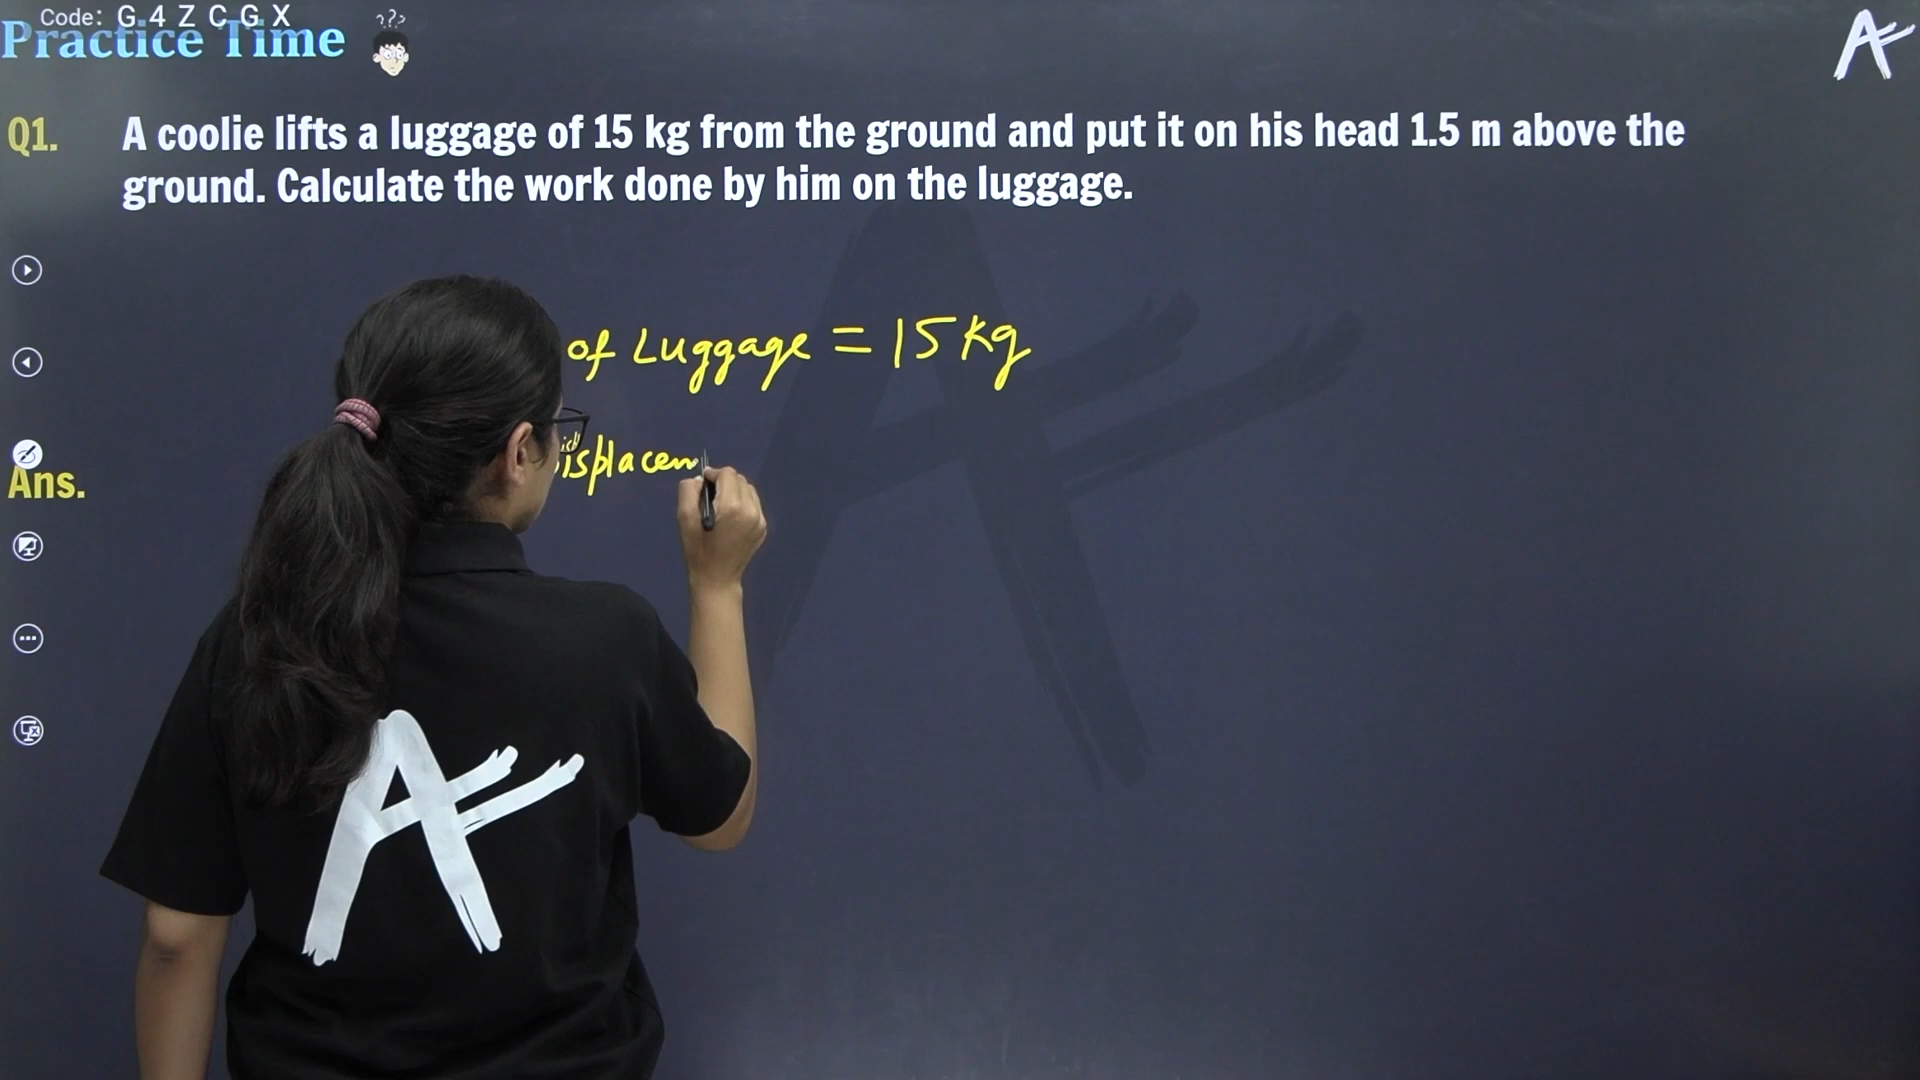 Code: G 4 Z C G X
Practice Time
???
Q1. A coolie lifts a luggage of 15 kg from the ground and put it on his head 1.5 m above the
ground. Calculate the work done by him on the luggage.
of Luggage = 15 kg
Ans.